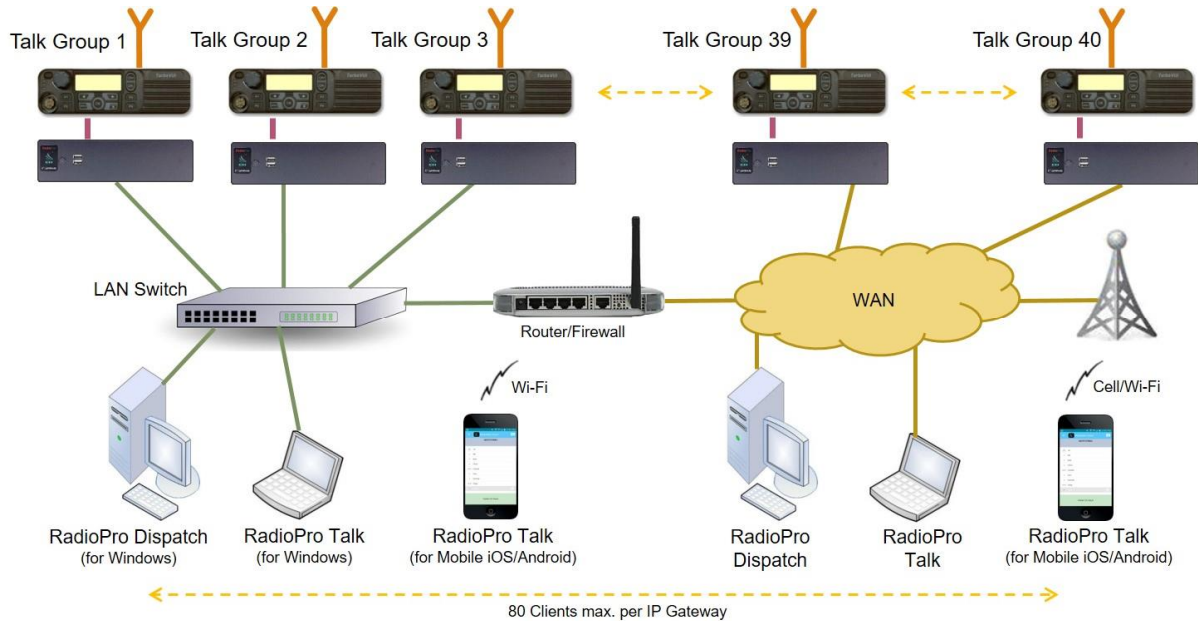 Talk Group 1
Talk Group 2
Talk Group 3
Talk Group 39
Talk Group 40
LAN Switch
Router/Firewall
WAN
Wi-Fi
Cell/Wi-Fi
RadioPro Dispatch
(for Windows)
RadioPro Talk
(for Windows)
RadioPro Talk
(for Mobile iOS/Android)
RadioPro
Dispatch
RadioPro
Talk
RadioPro Talk
(for Mobile iOS/Android)
80 Clients max. per IP Gateway